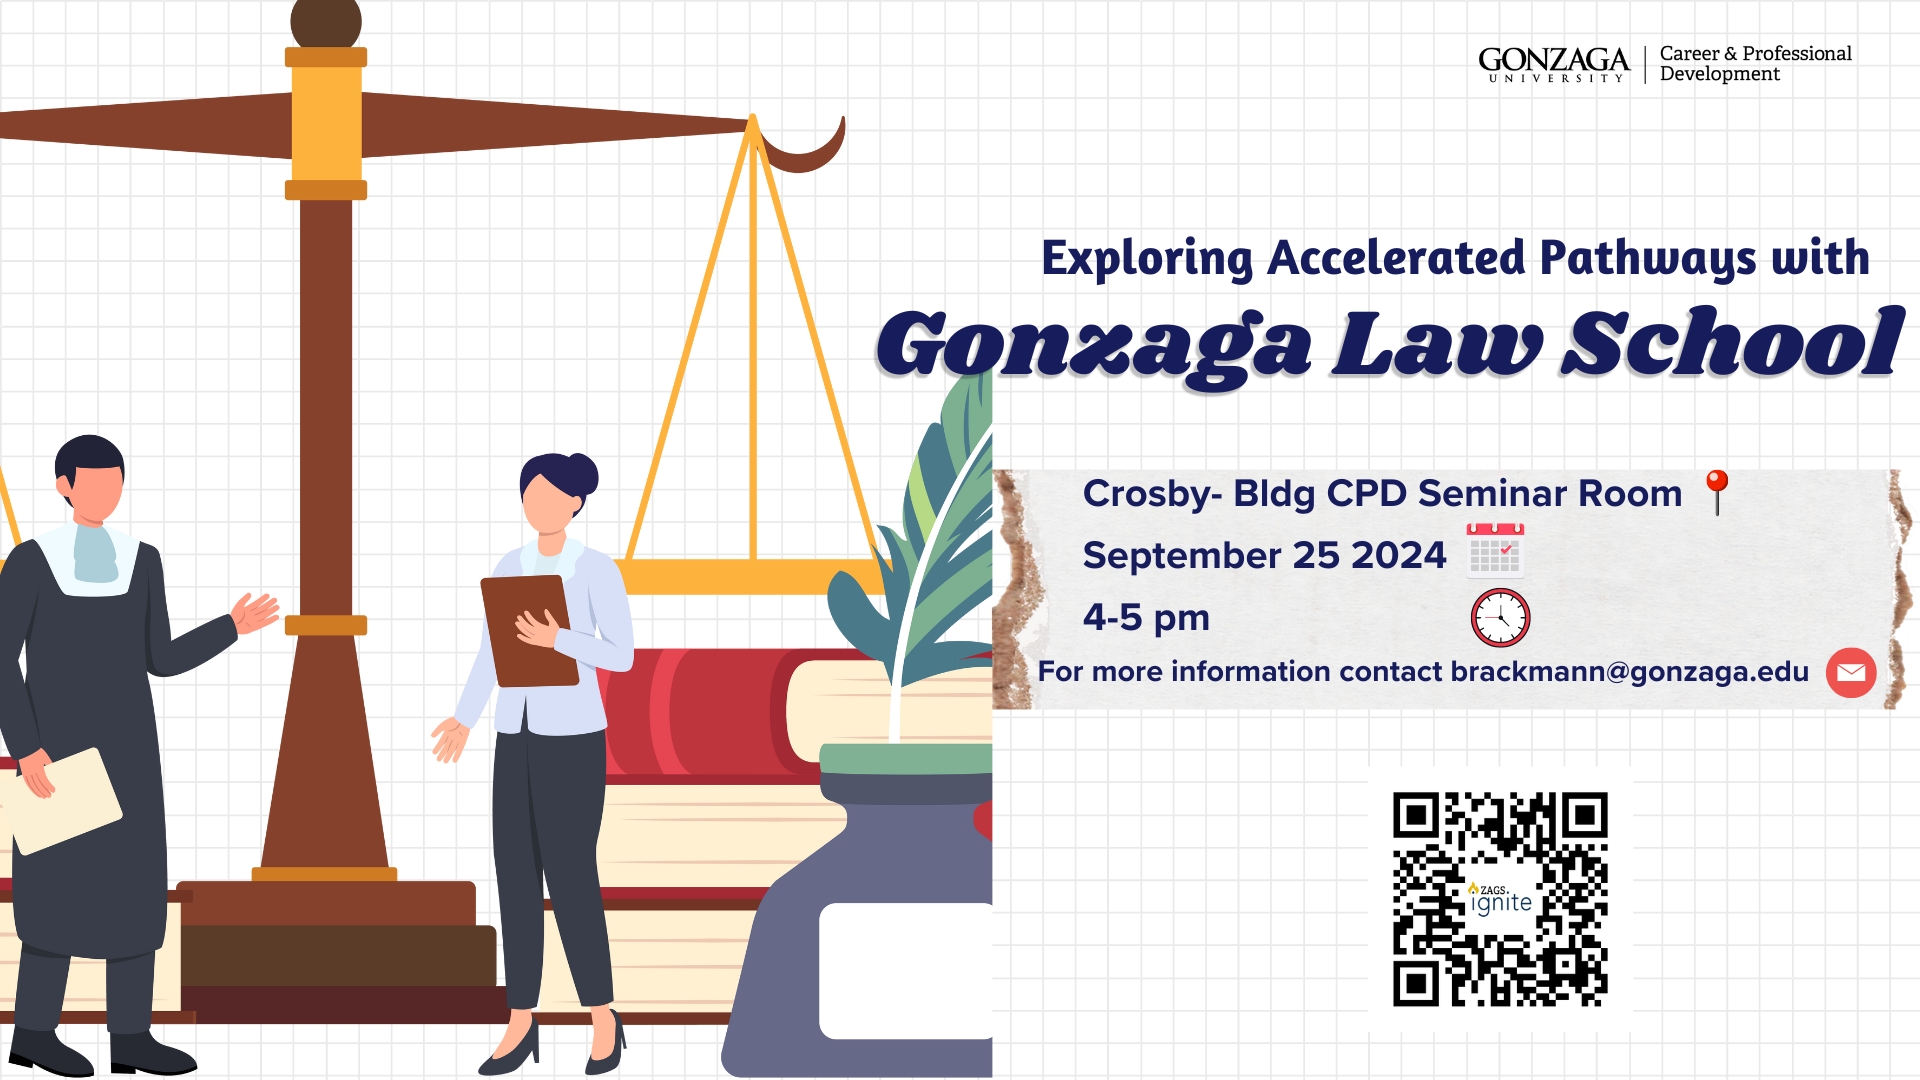 GONZAGA
UNIVERSITY
Career & Professional
Development
Exploring Accelerated Pathways with
Gonzaga Law School
Crosby- Bldg CPD Seminar Room
September 25 2024
4-5 pm
For more information contact brackmann@gonzaga.edu
ZAGS.
ignite